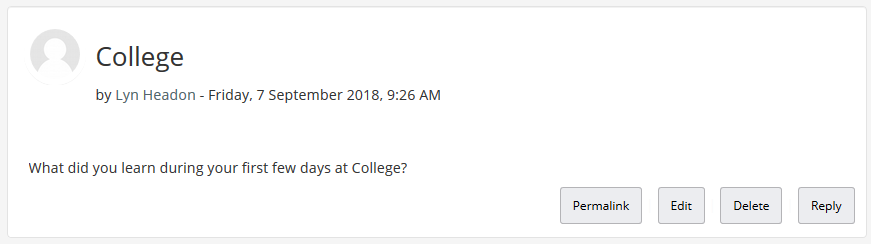 College
by Lyn Headon - Friday, 7 September 2018, 9:26 AM
What did you learn during your first few days at College?
Permalink Edit Delete Reply